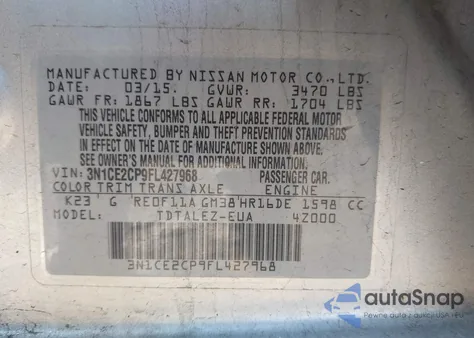 MANUFACTURED BY NISSAN MOTOR CO., LTD.
DATE: 03/15. GVWR: 3470 LBS
GAWR FR: 1867 LBS GAWR RR: 1704 LBS
THIS VEHICLE CONFORMS TO ALL APPLICABLE FEDERAL MOTOR
VEHICLE SAFETY, BUMPER AND THEFT PREVENTION STANDARDS
IN EFFECT ON THE DATE OF MANUFACTURE SHOWN ABOVE.
SEE OWNER'S MANUAL FOR ADDITIONAL INFORMATION.
VIN: 3N1CE2CP9FL427968 PASSENGER CAR.
COLOR TRIM TRANS AXLE ENGINE
K23 G RE0F11A GM38 HR16DE 1598 CC
MODEL: TDTALEZ-EUA 4Z000
3N1CE2CP9FL427968
autoSnap
Pewne auto z USA